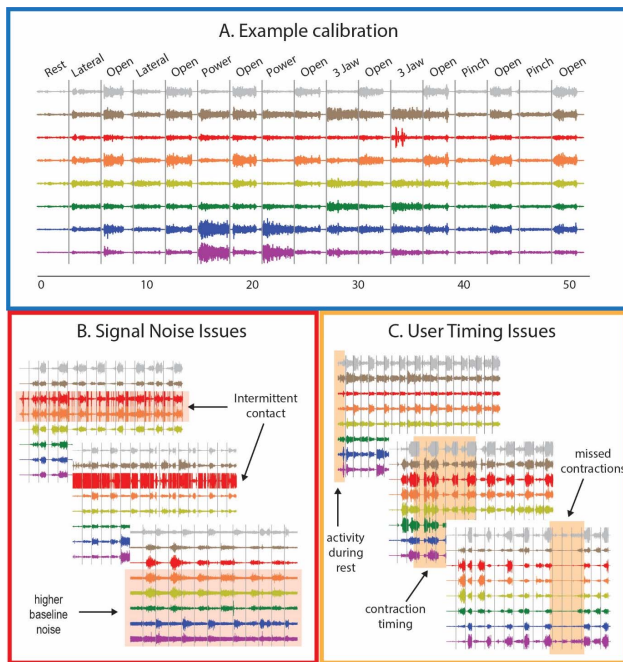 A. Example calibration
Rest Lateral Open Lateral Open Power Open Power Open 3 Jaw Open 3 Jaw Open Pinch Open Pinch Open
0 10 20 30 40 50
B. Signal Noise Issues
Intermittent
contact
higher
baseline
noise
C. User Timing Issues
missed
contractions
activity
during
rest
contraction
timing